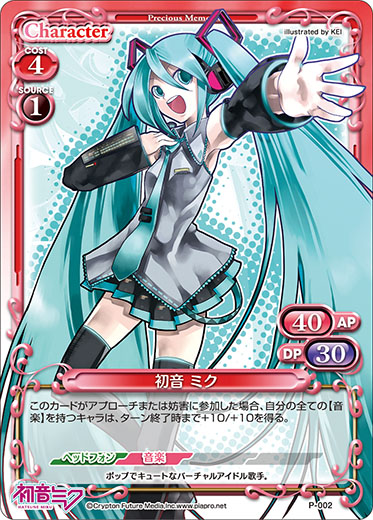 Precious Memories
Character
illustrated by KEI
COST
4
SOURCE
1
40 AP
DP 30
初音 ミク
このカードがアプローチまたは妨害に参加した場合、自分の全ての【音
楽】を持つキャラは、ターン終了時まで+10/+10を得る。
ヘッドフォン 音楽
ポップでキュートなバーチャルアイドル歌手。
初音ミク
HATSUNE MIKU
©Crypton Future Media,Inc.www.piapro.net
P-002